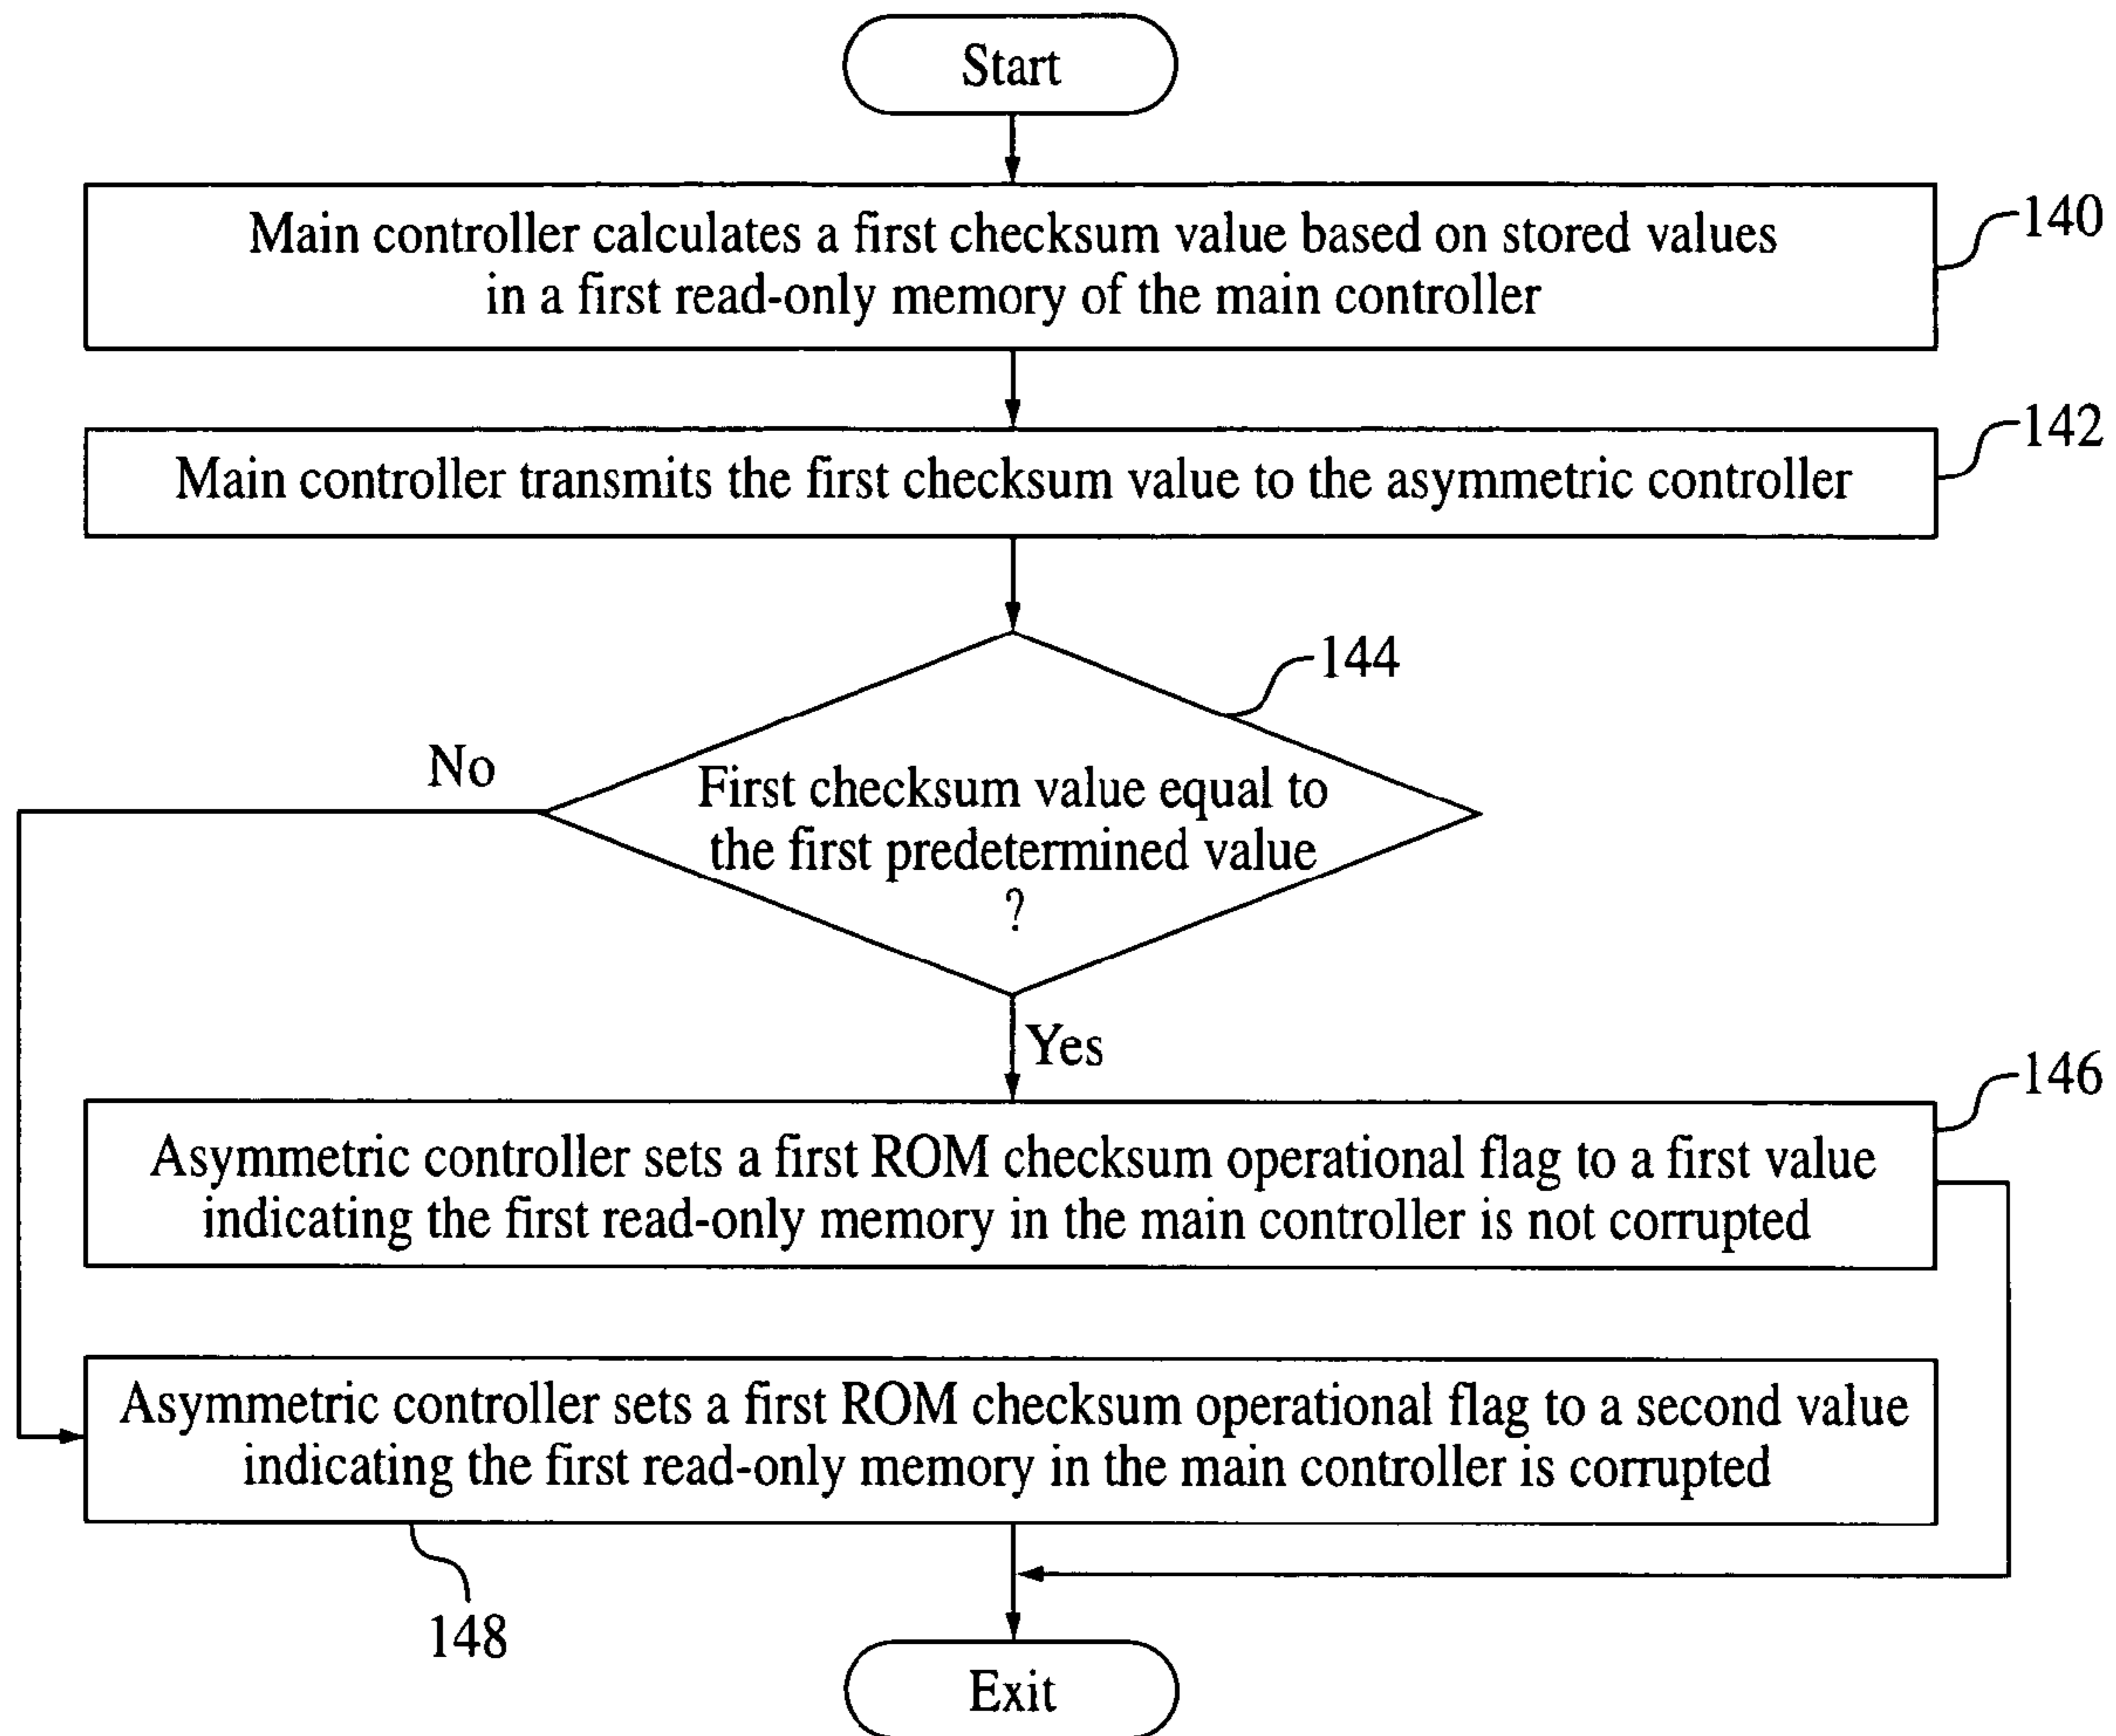 Start
Main controller calculates a first checksum value based on stored values
in a first read-only memory of the main controller
140
Main controller transmits the first checksum value to the asymmetric controller
142
144
No
First checksum value equal to
the first predetermined value
?
Yes
146
Asymmetric controller sets a first ROM checksum operational flag to a first value
indicating the first read-only memory in the main controller is not corrupted
Asymmetric controller sets a first ROM checksum operational flag to a second value
indicating the first read-only memory in the main controller is corrupted
148
Exit